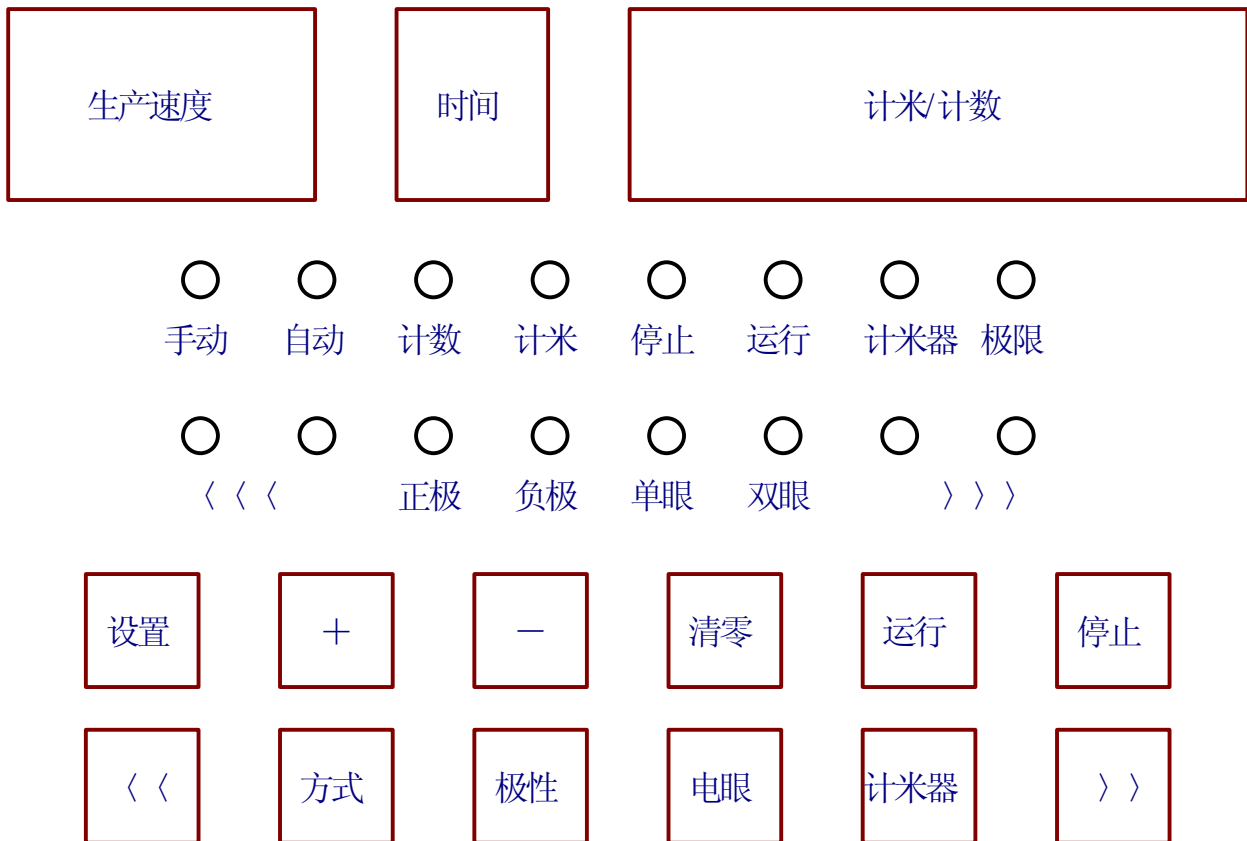 生产速度 时间 计米/计数
手动 自动 计数 计米 停止 运行 计米器 极限
〈〈〈 正极 负极 单眼 双眼 〉〉〉
设置 ＋ － 清零 运行 停止
〈〈 方式 极性 电眼 计米器 〉〉